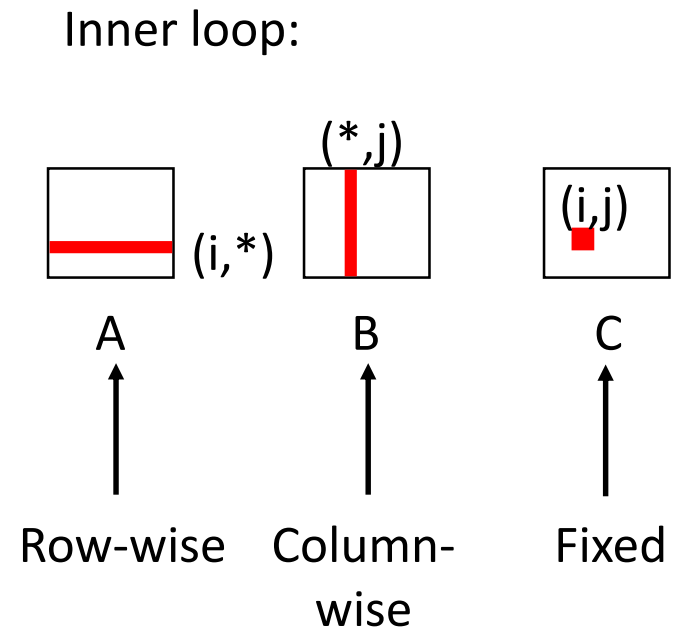 Inner loop:
(*,j)
(i,*)
(i,j)
A B C
Row-wise Column-
wise Fixed